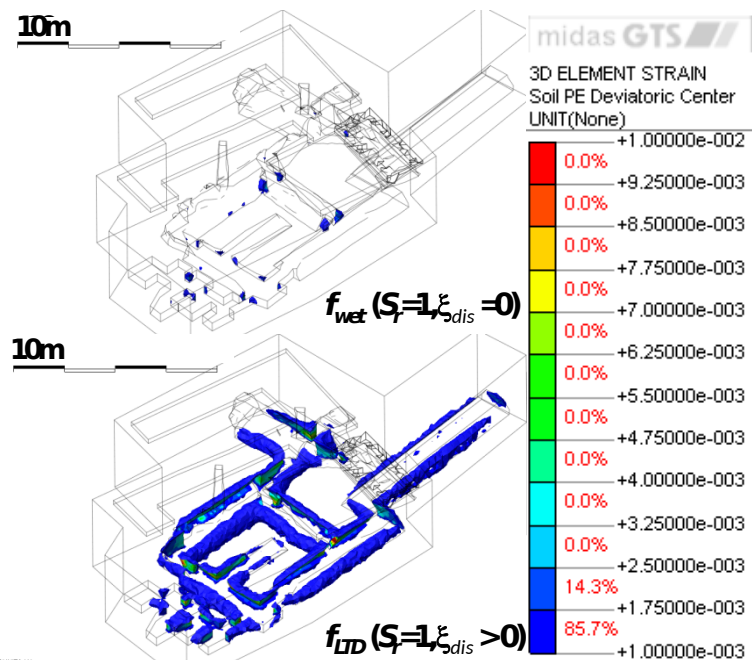 10m
f_wet (S_r=1,ξ_dis =0)
10m
f_LTD (S_r=1,ξ_dis >0)
midas GTS
3D ELEMENT STRAIN
Soil PE Deviatoric Center
UNIT(None)
+1.00000e-002
0.0%
+9.25000e-003
0.0%
+8.50000e-003
0.0%
+7.75000e-003
0.0%
+7.00000e-003
0.0%
+6.25000e-003
0.0%
+5.50000e-003
0.0%
+4.75000e-003
0.0%
+4.00000e-003
0.0%
+3.25000e-003
0.0%
+2.50000e-003
14.3%
+1.75000e-003
85.7%
+1.00000e-003